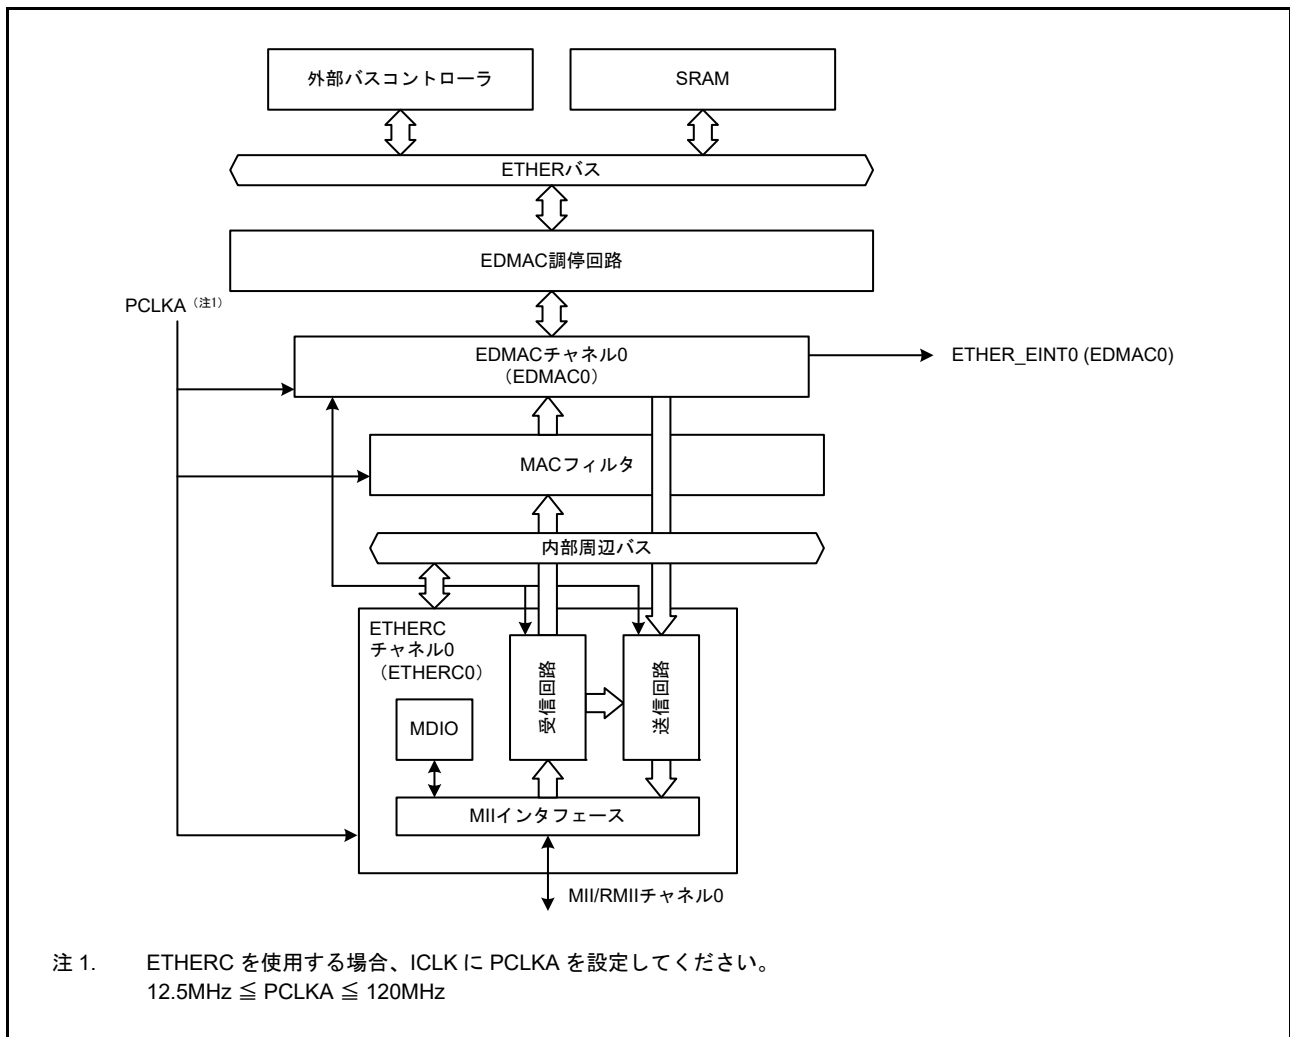 外部バスコントローラ
SRAM
ETHERバス
EDMAC調停回路
PCLKA（注1）
EDMACチャネル0
（EDMAC0）
ETHER_EINT0 (EDMAC0)
MACフィルタ
内部周辺バス
ETHERC
チャネル0
（ETHERC0）
受信回路
送信回路
MDIO
MIIインタフェース
MII/RMIIチャネル0
注 1. ETHERC を使用する場合、ICLK に PCLKA を設定してください。
12.5MHz ≦ PCLKA ≦ 120MHz